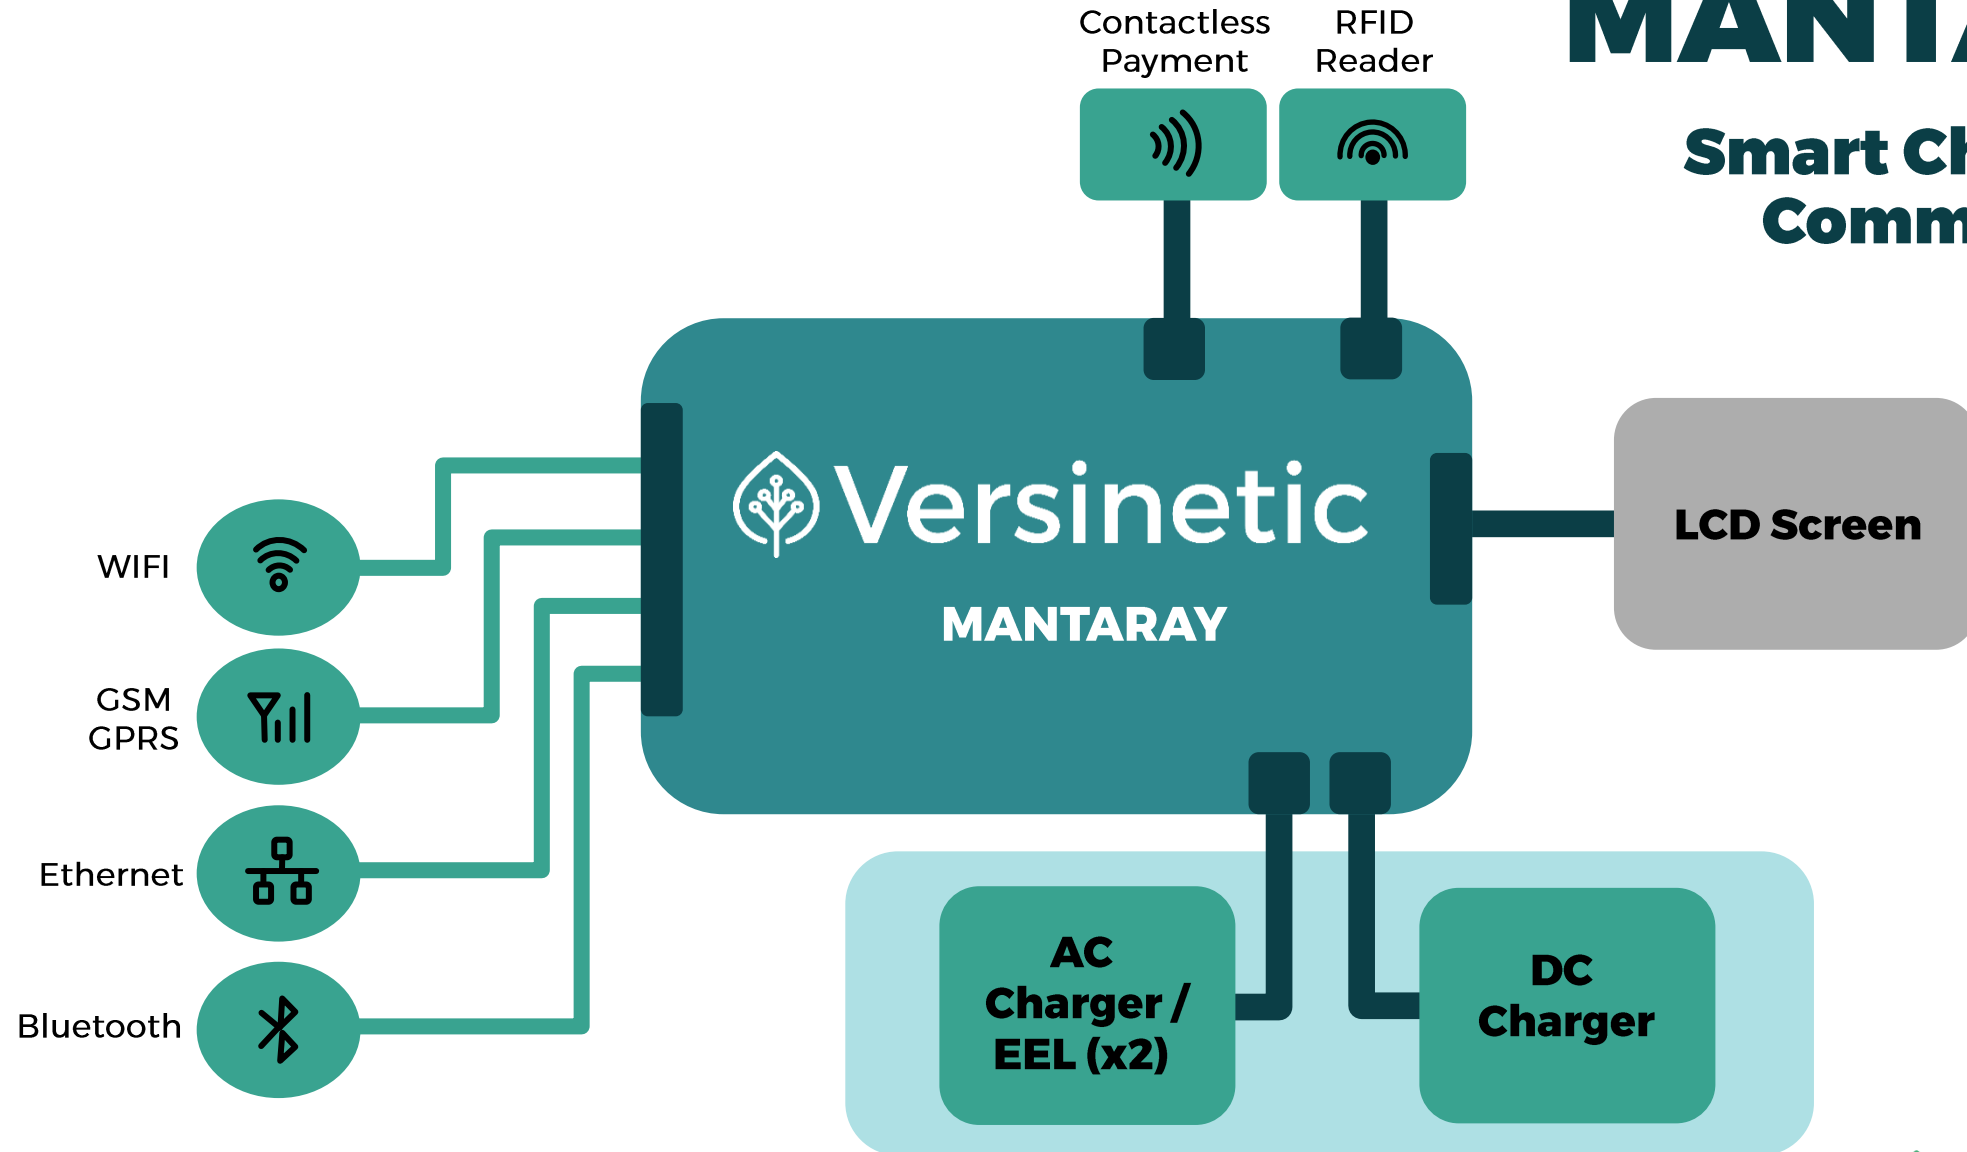 Contactless
Payment
RFID
Reader
Smart
Versinetic
MANTARAY
LCD Screen
WIFI
GSM
GPRS
Ethernet
Bluetooth
AC
Charger /
EEL (x2)
DC
Charger